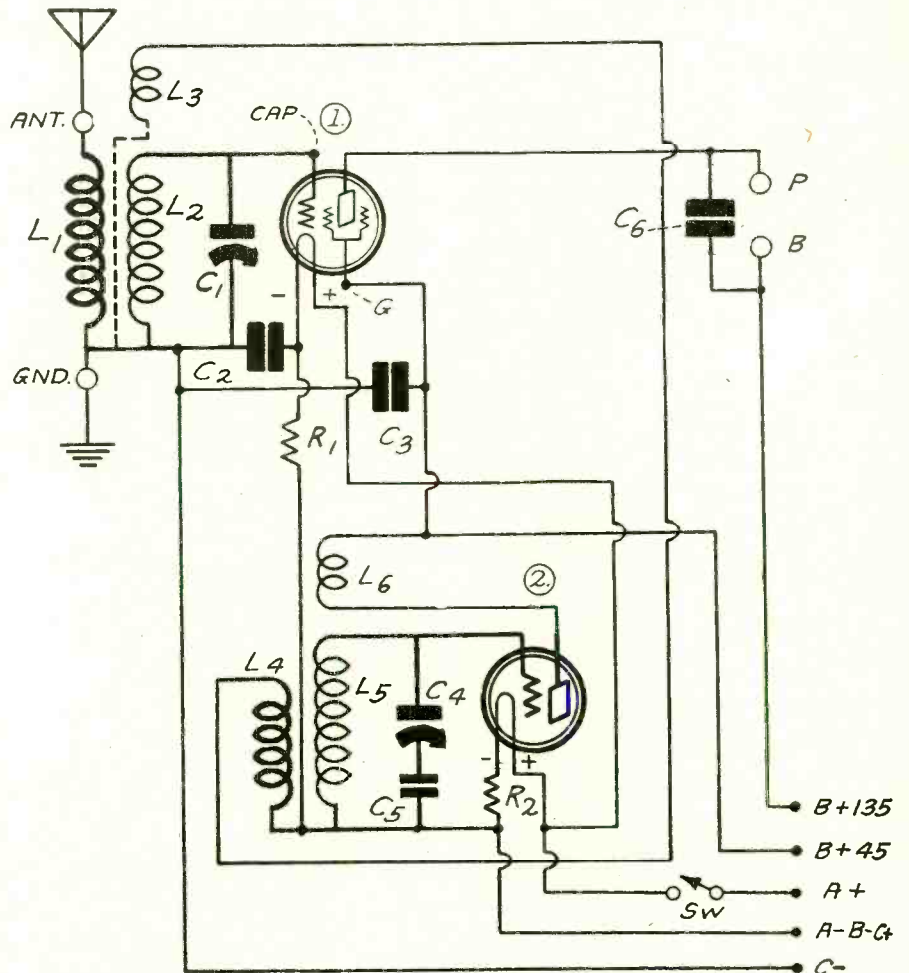 L3
ANT.
CAP
1.
P
L1
L2
C6
B
C1
-
+
G
GND.
C2
C3
R1
L6
2.
L4
L5
C4
-
+
C5
R2
B+135
B+45
A+
SW
A-B-C+
C-